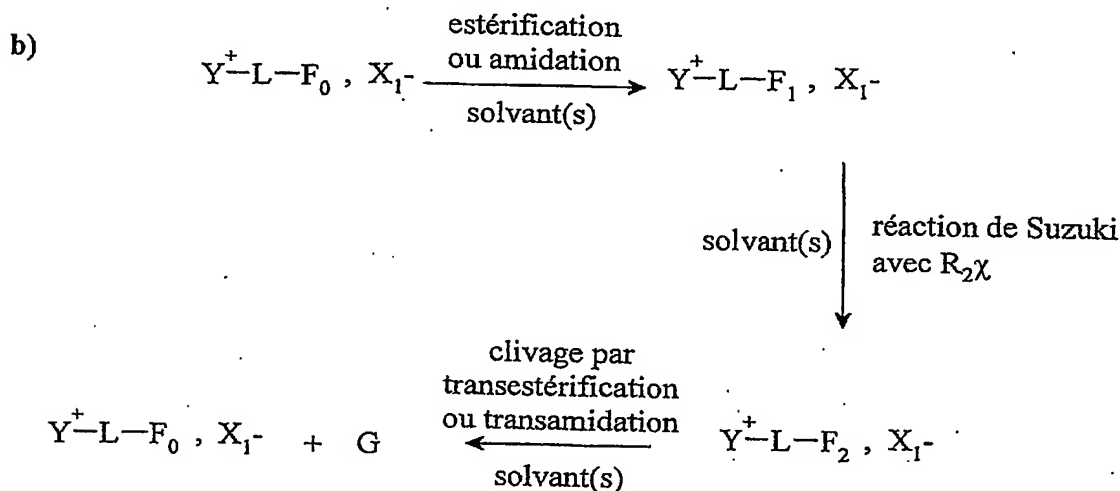 b)
estérification
ou amidation
Y⁺—L—F₀ , X₁⁻
Y⁺—L—F₁ , X₁⁻
solvant(s)
solvant(s)
réaction de Suzuki
avec R₂χ
clivage par
transestérification
ou transamidation
Y⁺—L—F₀ , X₁⁻ + G
Y⁺—L—F₂ , X₁⁻
solvant(s)